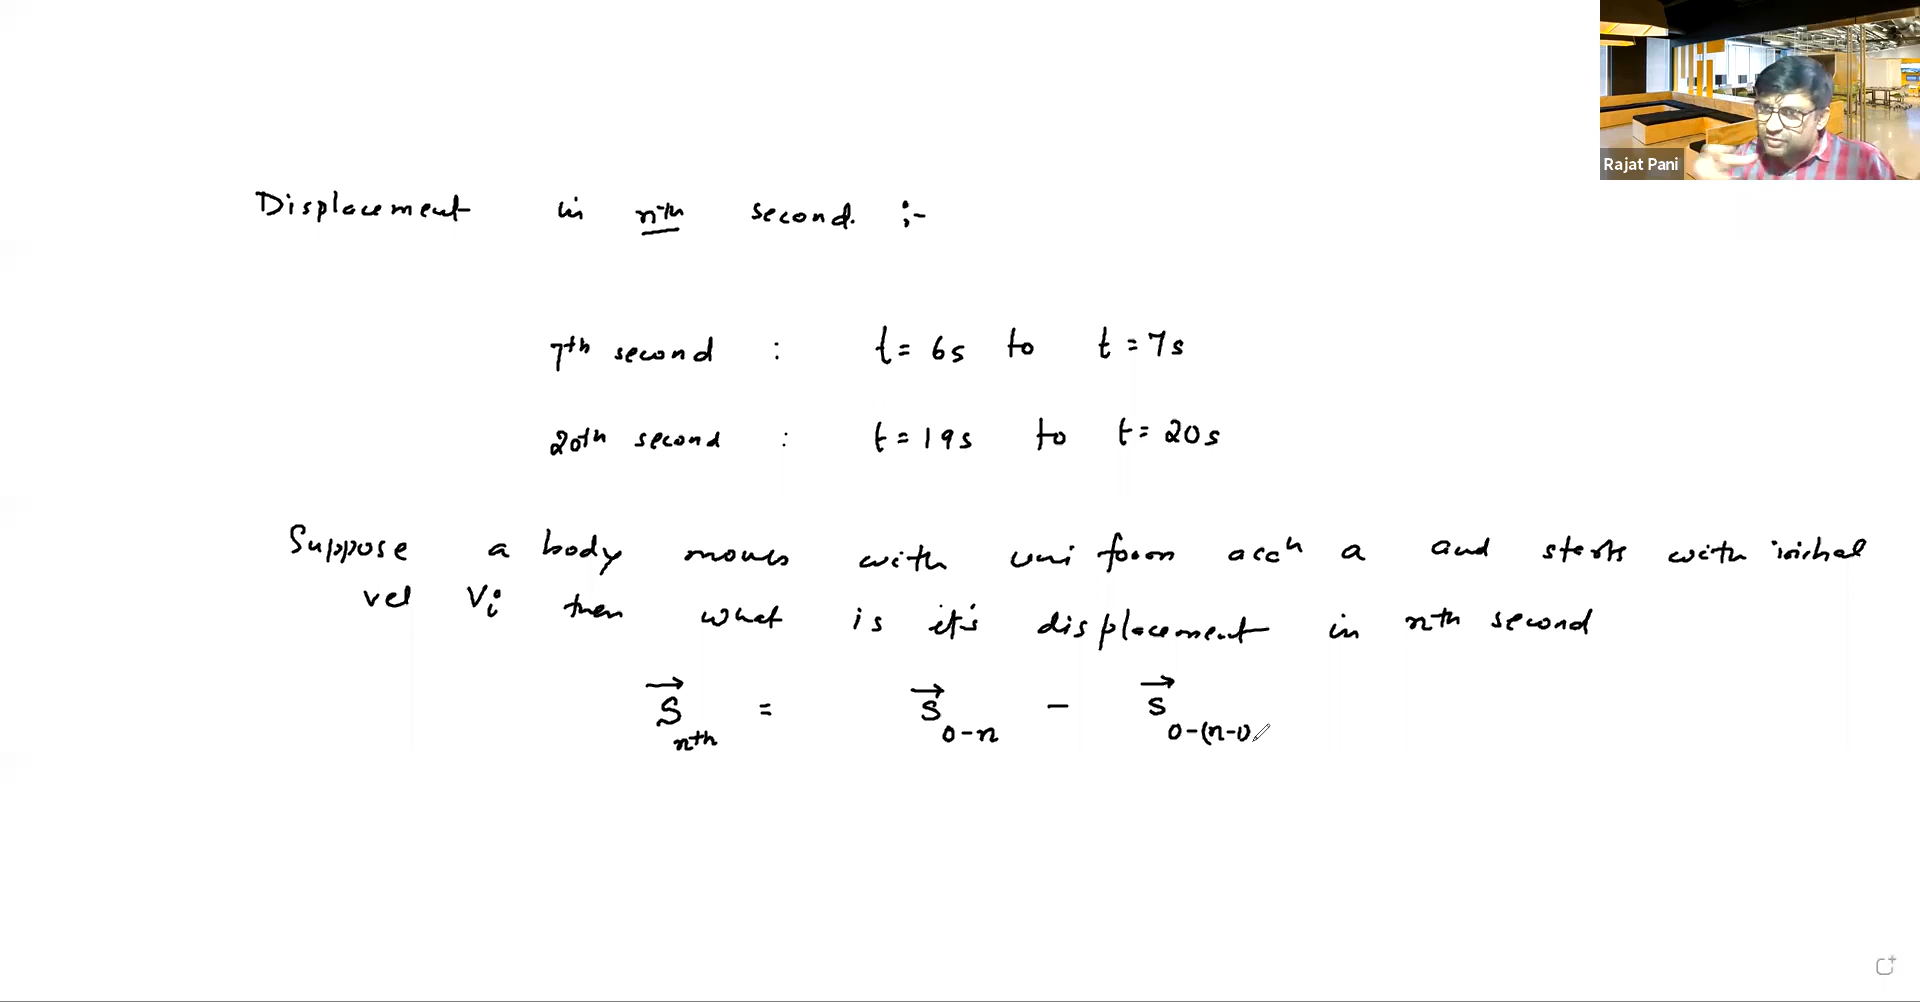 Rajat Pani
Displacement in nth second. :-
7th second : t = 6s to t = 7s
20th second : t = 19s to t = 20s
Suppose a body moves with uniform accn a and starts with initial
vel Vi then what is it's displacement in nth second
S⃗nth = S⃗0-n - S⃗0-(n-1)